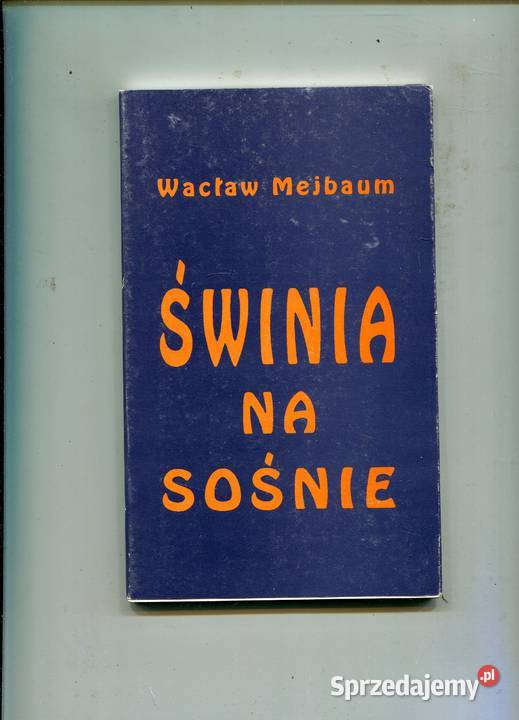 Wacław Mejbaum
ŚWINIA
NA
SOŚNIE
Sprzedajemy.pl